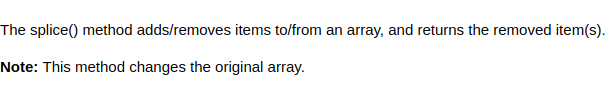 The splice() method adds/removes items to/from an array, and returns the removed item(s).
Note: This method changes the original array.